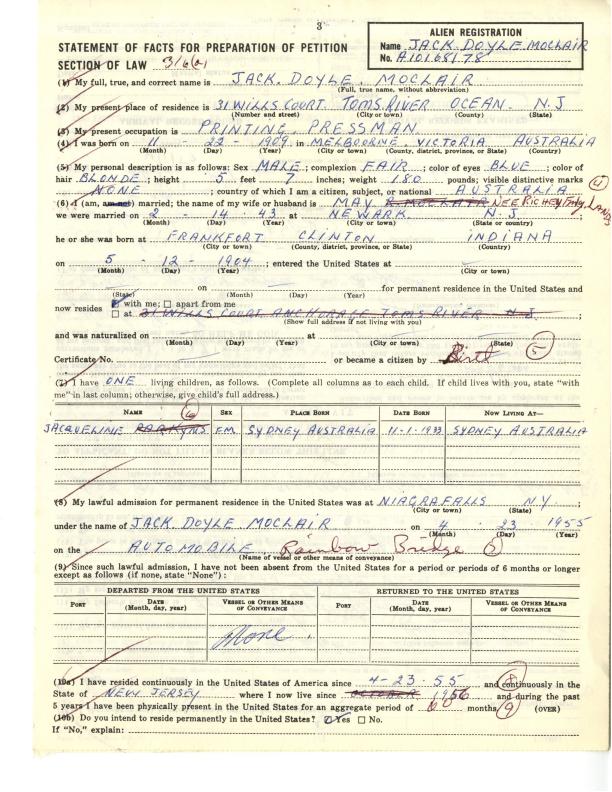 3
ALIEN REGISTRATION
STATEMENT OF FACTS FOR PREPARATION OF PETITION
Name JACK DOYLE MOCLAIR
SECTION OF LAW 316(a)
No. A10168178
(1) My full, true, and correct name is JACK. DOYLE. MOCLAIR
(Full, true name, without abbreviation)
(2) My present place of residence is 31 WILLS COURT. TOMS. RIVER OCEAN. N.J
(Number and street) (City or town) (County) (State)
(3) My present occupation is PRINTING. PRESSMAN.
(4) I was born on 11 - 22 - 1909. in MELBOURNE. VICTORIA AUSTRALIA
(Month) (Day) (Year) (City or town) (County, district, province, or State) (Country)
(5) My personal description is as follows: Sex MALE; complexion FAIR; color of eyes BLUE; color of
hair BLONDE; height 5 feet 7 inches; weight 180 pounds; visible distinctive marks
NONE; country of which I am a citizen, subject, or national AUSTRALIA
4
(6) I (am, am not) married; the name of my wife or husband is MAY NEE RICHEY
we were married on 2 - 14 - 43. at NEWARK. N.J.
(Month) (Day) (Year) (City or town) (State or country)
he or she was born at FRANKFORT CLINTON INDIANA
(City or town) (County, district, province, or State) (Country)
on 5 - 12 - 1904; entered the United States at
(Month) (Day) (Year) (City or town)
on for permanent residence in the United States and
(State) (Month) (Day) (Year)
now resides with me; apart from me
at 31 WILLS COURT ANCHORAGE TOMS RIVER N.J.;
(Show full address if not living with you)
and was naturalized on at
(Month) (Day) (Year) (City or town) (State)
Certificate No. or became a citizen by Birth 5
(7) I have ONE living children, as follows. (Complete all columns as to each child. If child lives with you, state "with
me" in last column; otherwise, give child's full address.)
NAME 6 SEX PLACE BORN DATE BORN NOW LIVING AT—
JACQUELINE FM. SYDNEY AUSTRALIA 11-1-1933 SYDNEY AUSTRALIA
(8) My lawful admission for permanent residence in the United States was at NIAGRA FALLS N.Y.;
(City or town) (State)
under the name of JACK. DOYLE. MOCLAIR on 4 . 23 . 1955
(Month) (Day) (Year)
on the AUTOMOBILE. Rainbow Bridge
(Name of vessel or other means of conveyance)
(9) Since such lawful admission, I have not been absent from the United States for a period or periods of 6 months or longer
except as follows (if none, state "None"):
DEPARTED FROM THE UNITED STATES RETURNED TO THE UNITED STATES
PORT DATE (Month, day, year) VESSEL OR OTHER MEANS OF CONVEYANCE PORT DATE (Month, day, year) VESSEL OR OTHER MEANS OF CONVEYANCE
None
(10a) I have resided continuously in the United States of America since 4-23-55 and continuously in the 8
State of NEW JERSEY where I now live since OCTOBER 1956 and during the past
5 years I have been physically present in the United States for an aggregate period of 60 months. 9 (OVER)
(10b) Do you intend to reside permanently in the United States? Yes No.
If "No," explain: